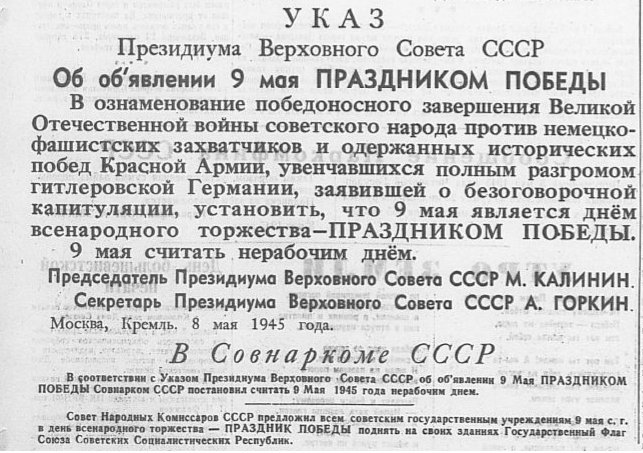 УКАЗ
Президиума Верховного Совета СССР
Об об'явлении 9 мая ПРАЗДНИКОМ ПОБЕДЫ
В ознаменование победоносного завершения Великой
Отечественной войны советского народа против немецко-
фашистских захватчиков и одержанных исторических
побед Красной Армии, увенчавшихся полным разгромом
гитлеровской Германии, заявившей о безоговорочной
капитуляции, установить, что 9 мая является днём
всенародного торжества—ПРАЗДНИКОМ ПОБЕДЫ.
9 мая считать нерабочим днём.
Председатель Президиума Верховного Совета СССР М. КАЛИНИН.
Секретарь Президиума Верховного Совета СССР А. ГОРКИН.
Москва, Кремль. 8 мая 1945 года.
В Совнаркоме СССР
В соответствии с Указом Президиума Верховного Совета СССР об об'явлении 9 Мая ПРАЗДНИКОМ
ПОБЕДЫ Совнарком СССР постановил считать 9 Мая 1945 года нерабочим днем.
Совет Народных Комиссаров СССР предложил всем советским государственным учреждениям 9 мая с. г.
в день всенародного торжества — ПРАЗДНИК ПОБЕДЫ поднять на своих зданиях Государственный Флаг
Союза Советских Социалистических Республик.